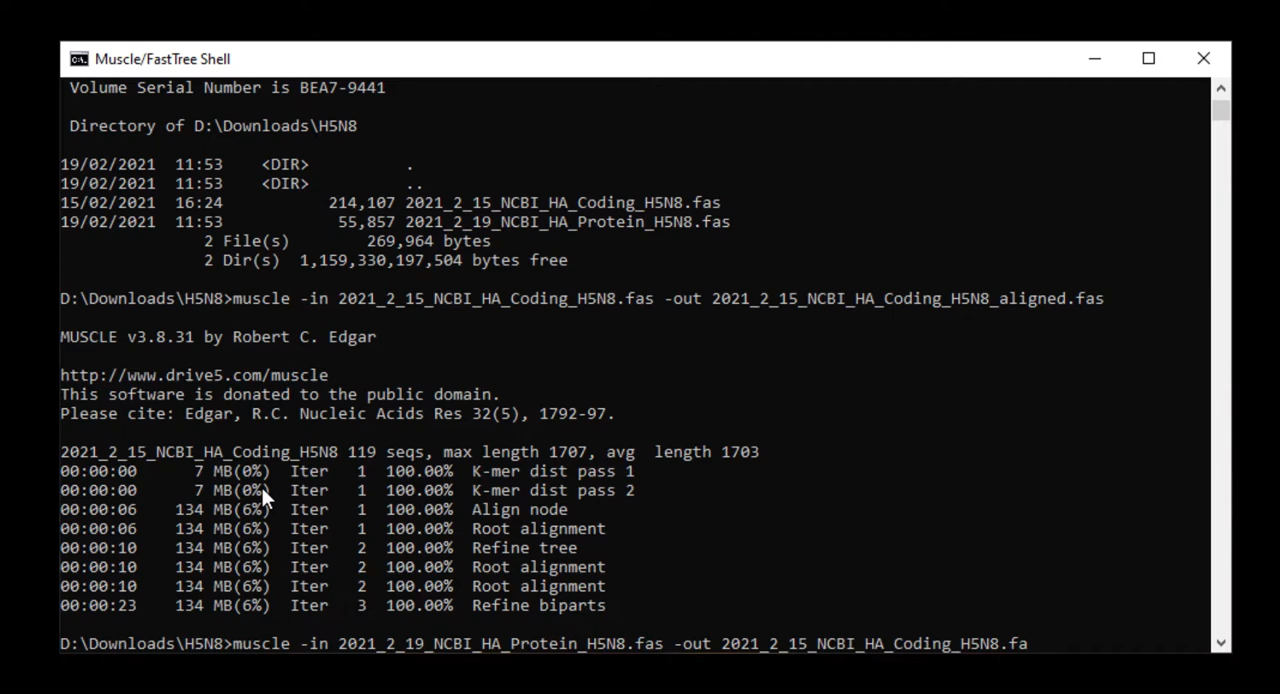 Muscle/FastTree Shell
Volume Serial Number is BEA7-9441
Directory of D:\Downloads\H5N8
19/02/2021  11:53    <DIR>          .
19/02/2021  11:53    <DIR>          ..
15/02/2021  16:24           214,107 2021_2_15_NCBI_HA_Coding_H5N8.fas
19/02/2021  11:53            55,857 2021_2_19_NCBI_HA_Protein_H5N8.fas
2 File(s)        269,964 bytes
2 Dir(s)  1,159,330,197,504 bytes free
D:\Downloads\H5N8>muscle -in 2021_2_15_NCBI_HA_Coding_H5N8.fas -out 2021_2_15_NCBI_HA_Coding_H5N8_aligned.fas
MUSCLE v3.8.31 by Robert C. Edgar
http://www.drive5.com/muscle
This software is donated to the public domain.
Please cite: Edgar, R.C. Nucleic Acids Res 32(5), 1792-97.
2021_2_15_NCBI_HA_Coding_H5N8 119 seqs, max length 1707, avg  length 1703
00:00:00      7 MB(0%)  Iter   1  100.00%  K-mer dist pass 1
00:00:00      7 MB(0%)  Iter   1  100.00%  K-mer dist pass 2
00:00:06    134 MB(6%)  Iter   1  100.00%  Align node
00:00:06    134 MB(6%)  Iter   1  100.00%  Root alignment
00:00:10    134 MB(6%)  Iter   2  100.00%  Refine tree
00:00:10    134 MB(6%)  Iter   2  100.00%  Root alignment
00:00:10    134 MB(6%)  Iter   2  100.00%  Root alignment
00:00:23    134 MB(6%)  Iter   3  100.00%  Refine biparts
D:\Downloads\H5N8>muscle -in 2021_2_19_NCBI_HA_Protein_H5N8.fas -out 2021_2_15_NCBI_HA_Coding_H5N8.fa